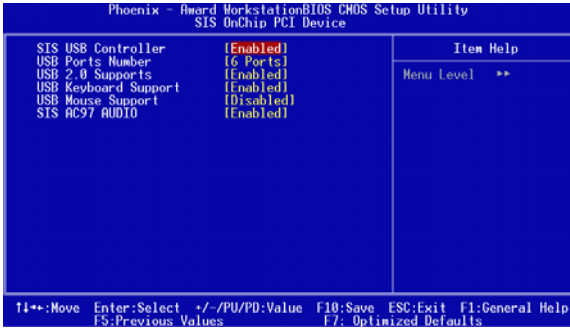 Phoenix - Award WorkstationBIOS CMOS Setup Utility
SIS OnChip PCI Device
SIS USB Controller [Enabled]
USB Ports Number [6 Ports]
USB 2.0 Supports [Enabled]
USB Keyboard Support [Enabled]
USB Mouse Support [Disabled]
SIS AC97 AUDIO [Enabled]
Item Help
Menu Level ►►
↑↓→←:Move Enter:Select +/-/PU/PD:Value F10:Save ESC:Exit F1:General Help
F5:Previous Values F7: Optimized Defaults